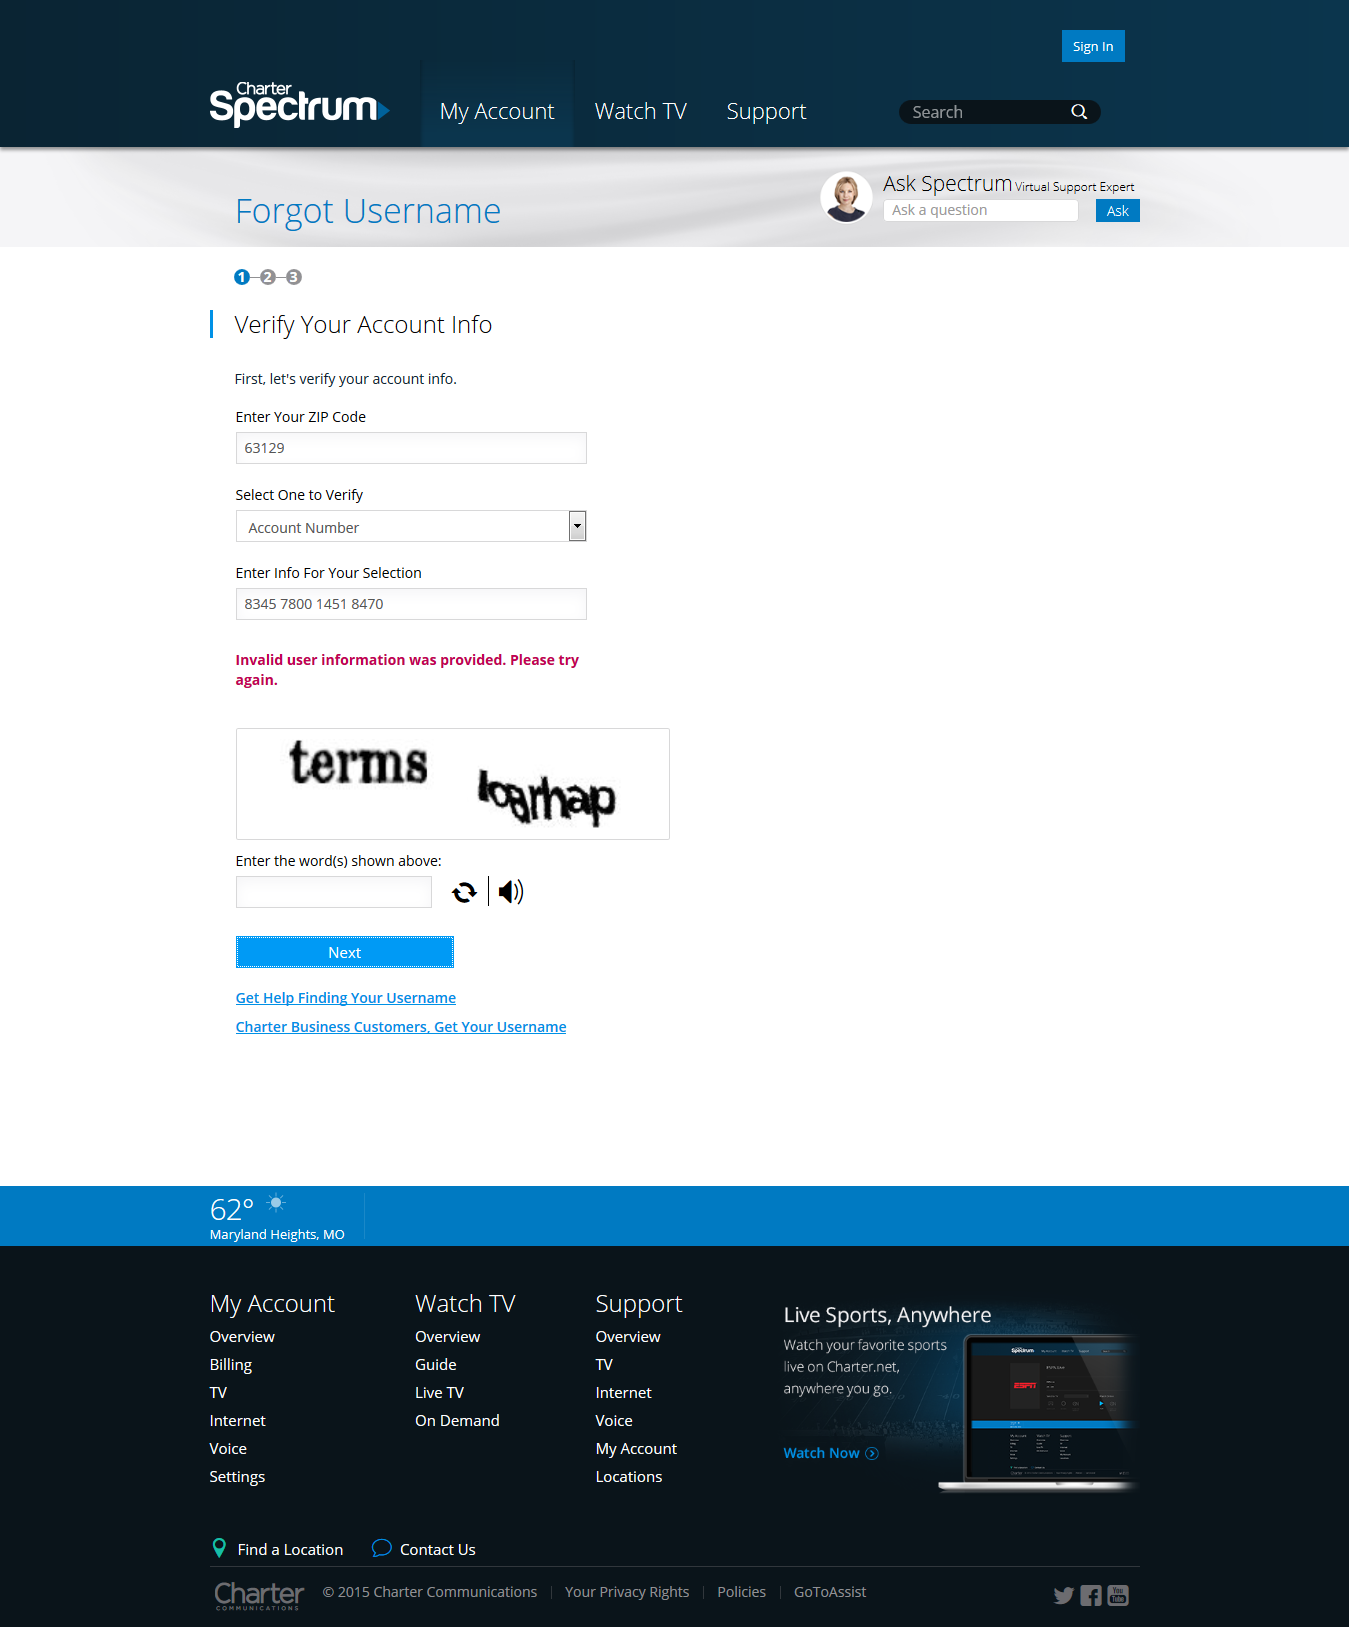 Sign In
Charter
Spectrum
My Account
Watch TV
Support
Search
Forgot Username
Ask Spectrum Virtual Support Expert
Ask a question
Ask
1 2 3
Verify Your Account Info
First, let's verify your account info.
Enter Your ZIP Code
63129
Select One to Verify
Account Number
Enter Info For Your Selection
8345 7800 1451 8470
Invalid user information was provided. Please try
again.
terms
Enter the word(s) shown above:
Next
Get Help Finding Your Username
Charter Business Customers, Get Your Username
62°
Maryland Heights, MO
My Account
Overview
Billing
TV
Internet
Voice
Settings
Watch TV
Overview
Guide
Live TV
On Demand
Support
Overview
TV
Internet
Voice
My Account
Locations
Live Sports, Anywhere
Watch your favorite sports
live on Charter.net,
anywhere you go.
Watch Now
Spectrum
ESPN
Find a Location
Contact Us
Charter
COMMUNICATIONS
© 2015 Charter Communications
Your Privacy Rights
Policies
GoToAssist
You
Tube